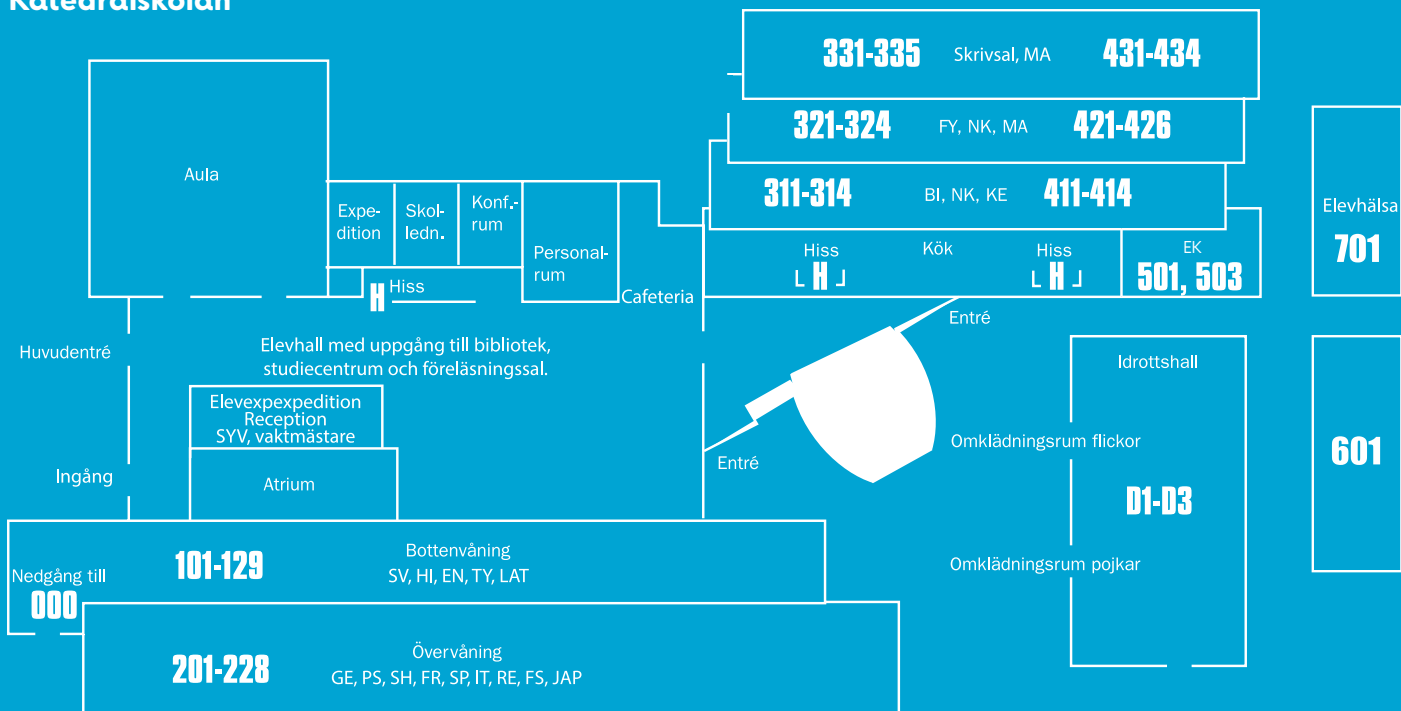 Katedralskolan
331-335 Skrivsal, MA 431-434
321-324 FY, NK, MA 421-426
311-314 BI, NK, KE 411-414
Hiss
H
Kök
Hiss
H
EK
501, 503
Elevhälsa
701
Aula
Expe-
dition
Skol-
ledn.
Konf.-
rum
Personal-
rum
H Hiss
Cafeteria
Entré
Huvudentré
Elevhall med uppgång till bibliotek,
studiecentrum och föreläsningssal.
Idrottshall
Elevexpexpedition
Reception
SYV, vaktmästare
Omklädningsrum flickor
601
Entré
Ingång
Atrium
D1-D3
101-129
Bottenvåning
SV, HI, EN, TY, LAT
Omklädningsrum pojkar
Nedgång till
000
201-228
Övervåning
GE, PS, SH, FR, SP, IT, RE, FS, JAP